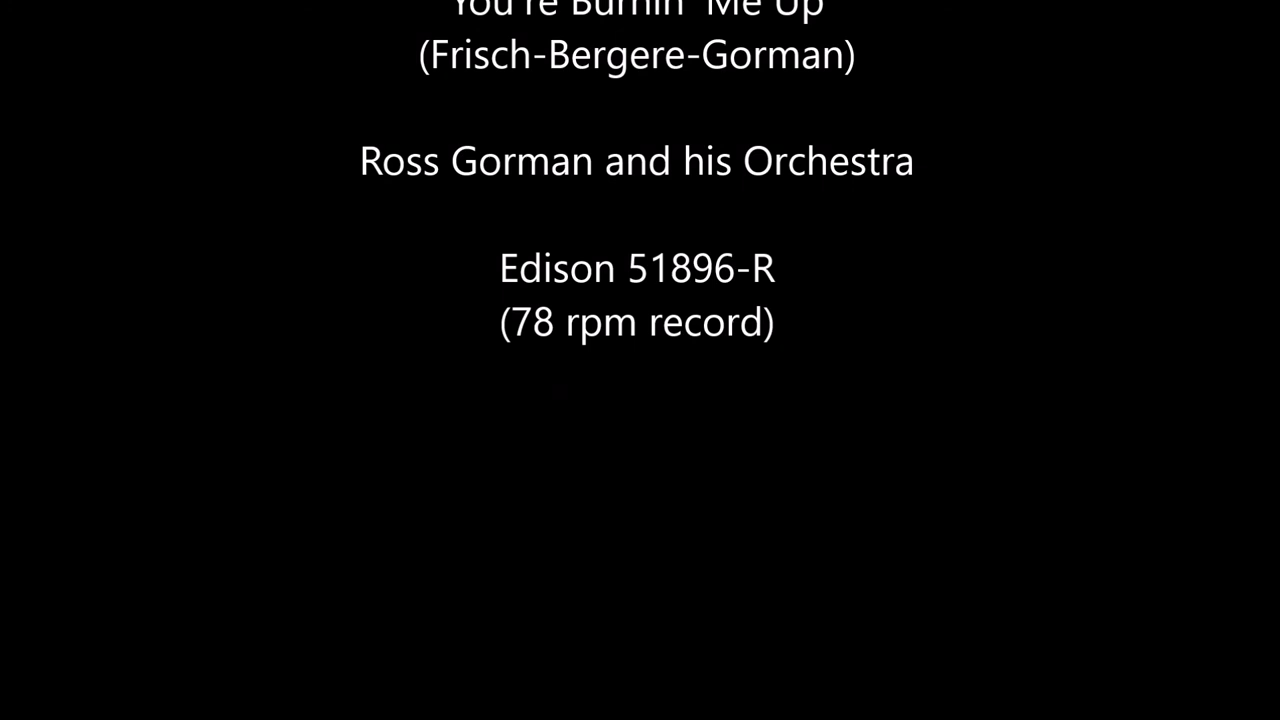 You're Burnin' Me Up
(Frisch-Bergere-Gorman)
Ross Gorman and his Orchestra
Edison 51896-R
(78 rpm record)